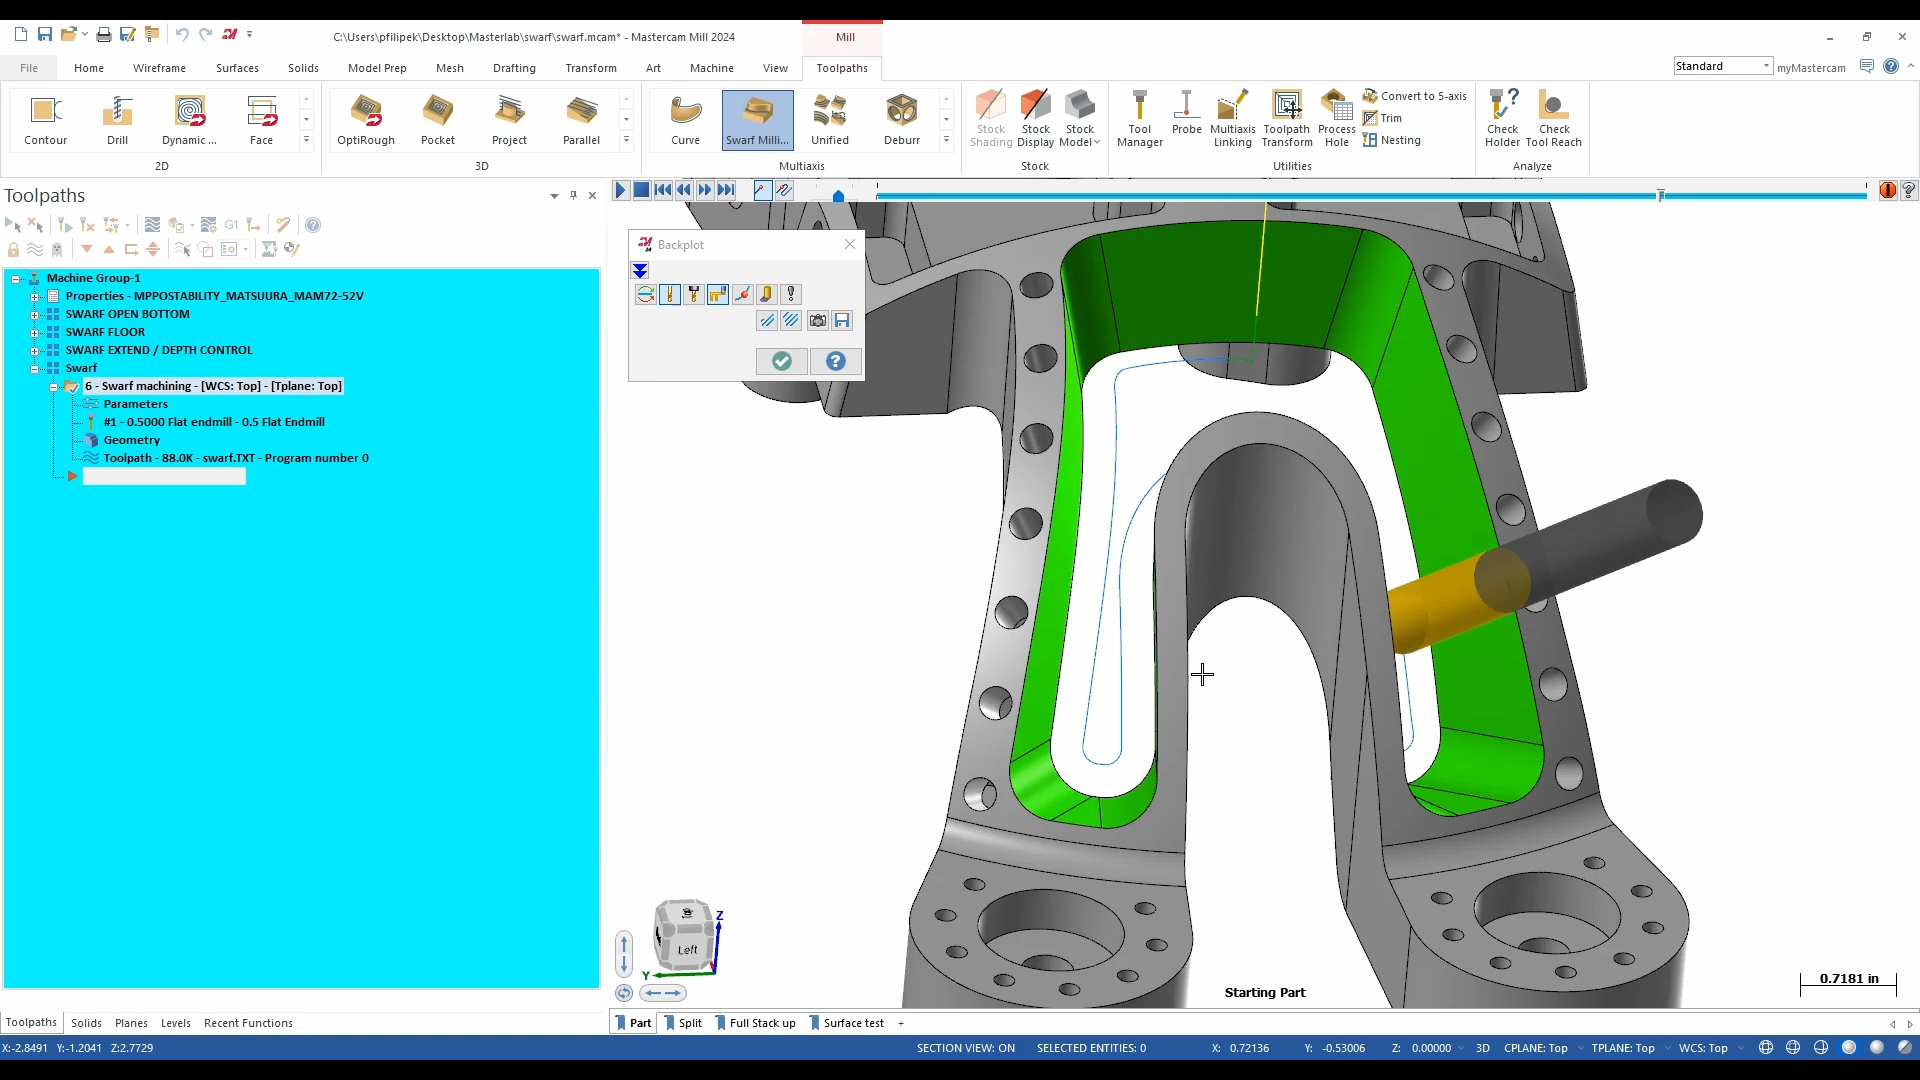 C:\Users\pfilipek\Desktop\Masterlab\swarf\swarf.mcam* - Mastercam Mill 2024
Mill
File Home Wireframe Surfaces Solids Model Prep Mesh Drafting Transform Art Machine View Toolpaths
Standard myMastercam
Contour Drill Dynamic ... Face
OptiRough Pocket Project Parallel
Curve Swarf Milli... Unified Deburr
Stock Shading Stock Display Stock Model
Tool Manager Probe Multiaxis Linking Toolpath Transform Process Hole
Convert to 5-axis
Trim
Nesting
Check Holder Check Tool Reach
2D 3D Multiaxis Stock Utilities Analyze
Toolpaths
G1
Machine Group-1
Properties - MPPOSTABILITY_MATSUURA_MAM72-52V
SWARF OPEN BOTTOM
SWARF FLOOR
SWARF EXTEND / DEPTH CONTROL
Swarf
6 - Swarf machining - [WCS: Top] - [Tplane: Top]
Parameters
#1 - 0.5000 Flat endmill - 0.5 Flat Endmill
Geometry
Toolpath - 88.0K - swarf.TXT - Program number 0
Backplot
Z
Left
Y
Starting Part
0.7181 in
Toolpaths Solids Planes Levels Recent Functions
Part Split Full Stack up Surface test +
X:-2.8491 Y:-1.2041 Z:2.7729 SECTION VIEW: ON SELECTED ENTITIES: 0 X: 0.72136 Y: -0.53006 Z: 0.00000 3D CPLANE: Top TPLANE: Top WCS: Top